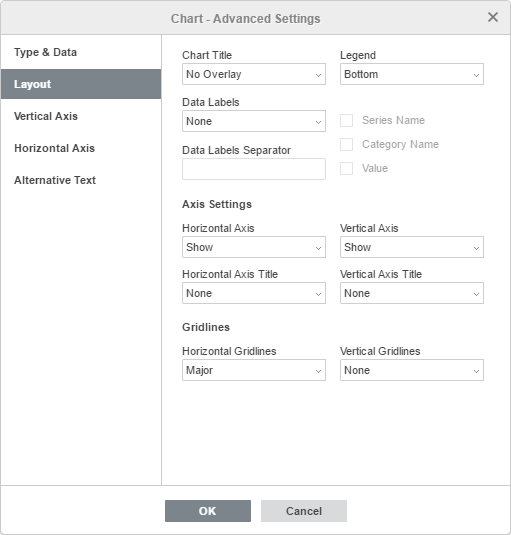 Chart - Advanced Settings
Type & Data
Layout
Vertical Axis
Horizontal Axis
Alternative Text
Chart Title
Legend
No Overlay
Bottom
Data Labels
None
Series Name
Category Name
Data Labels Separator
Value
Axis Settings
Horizontal Axis
Vertical Axis
Show
Show
Horizontal Axis Title
Vertical Axis Title
None
None
Gridlines
Horizontal Gridlines
Vertical Gridlines
Major
None
OK
Cancel